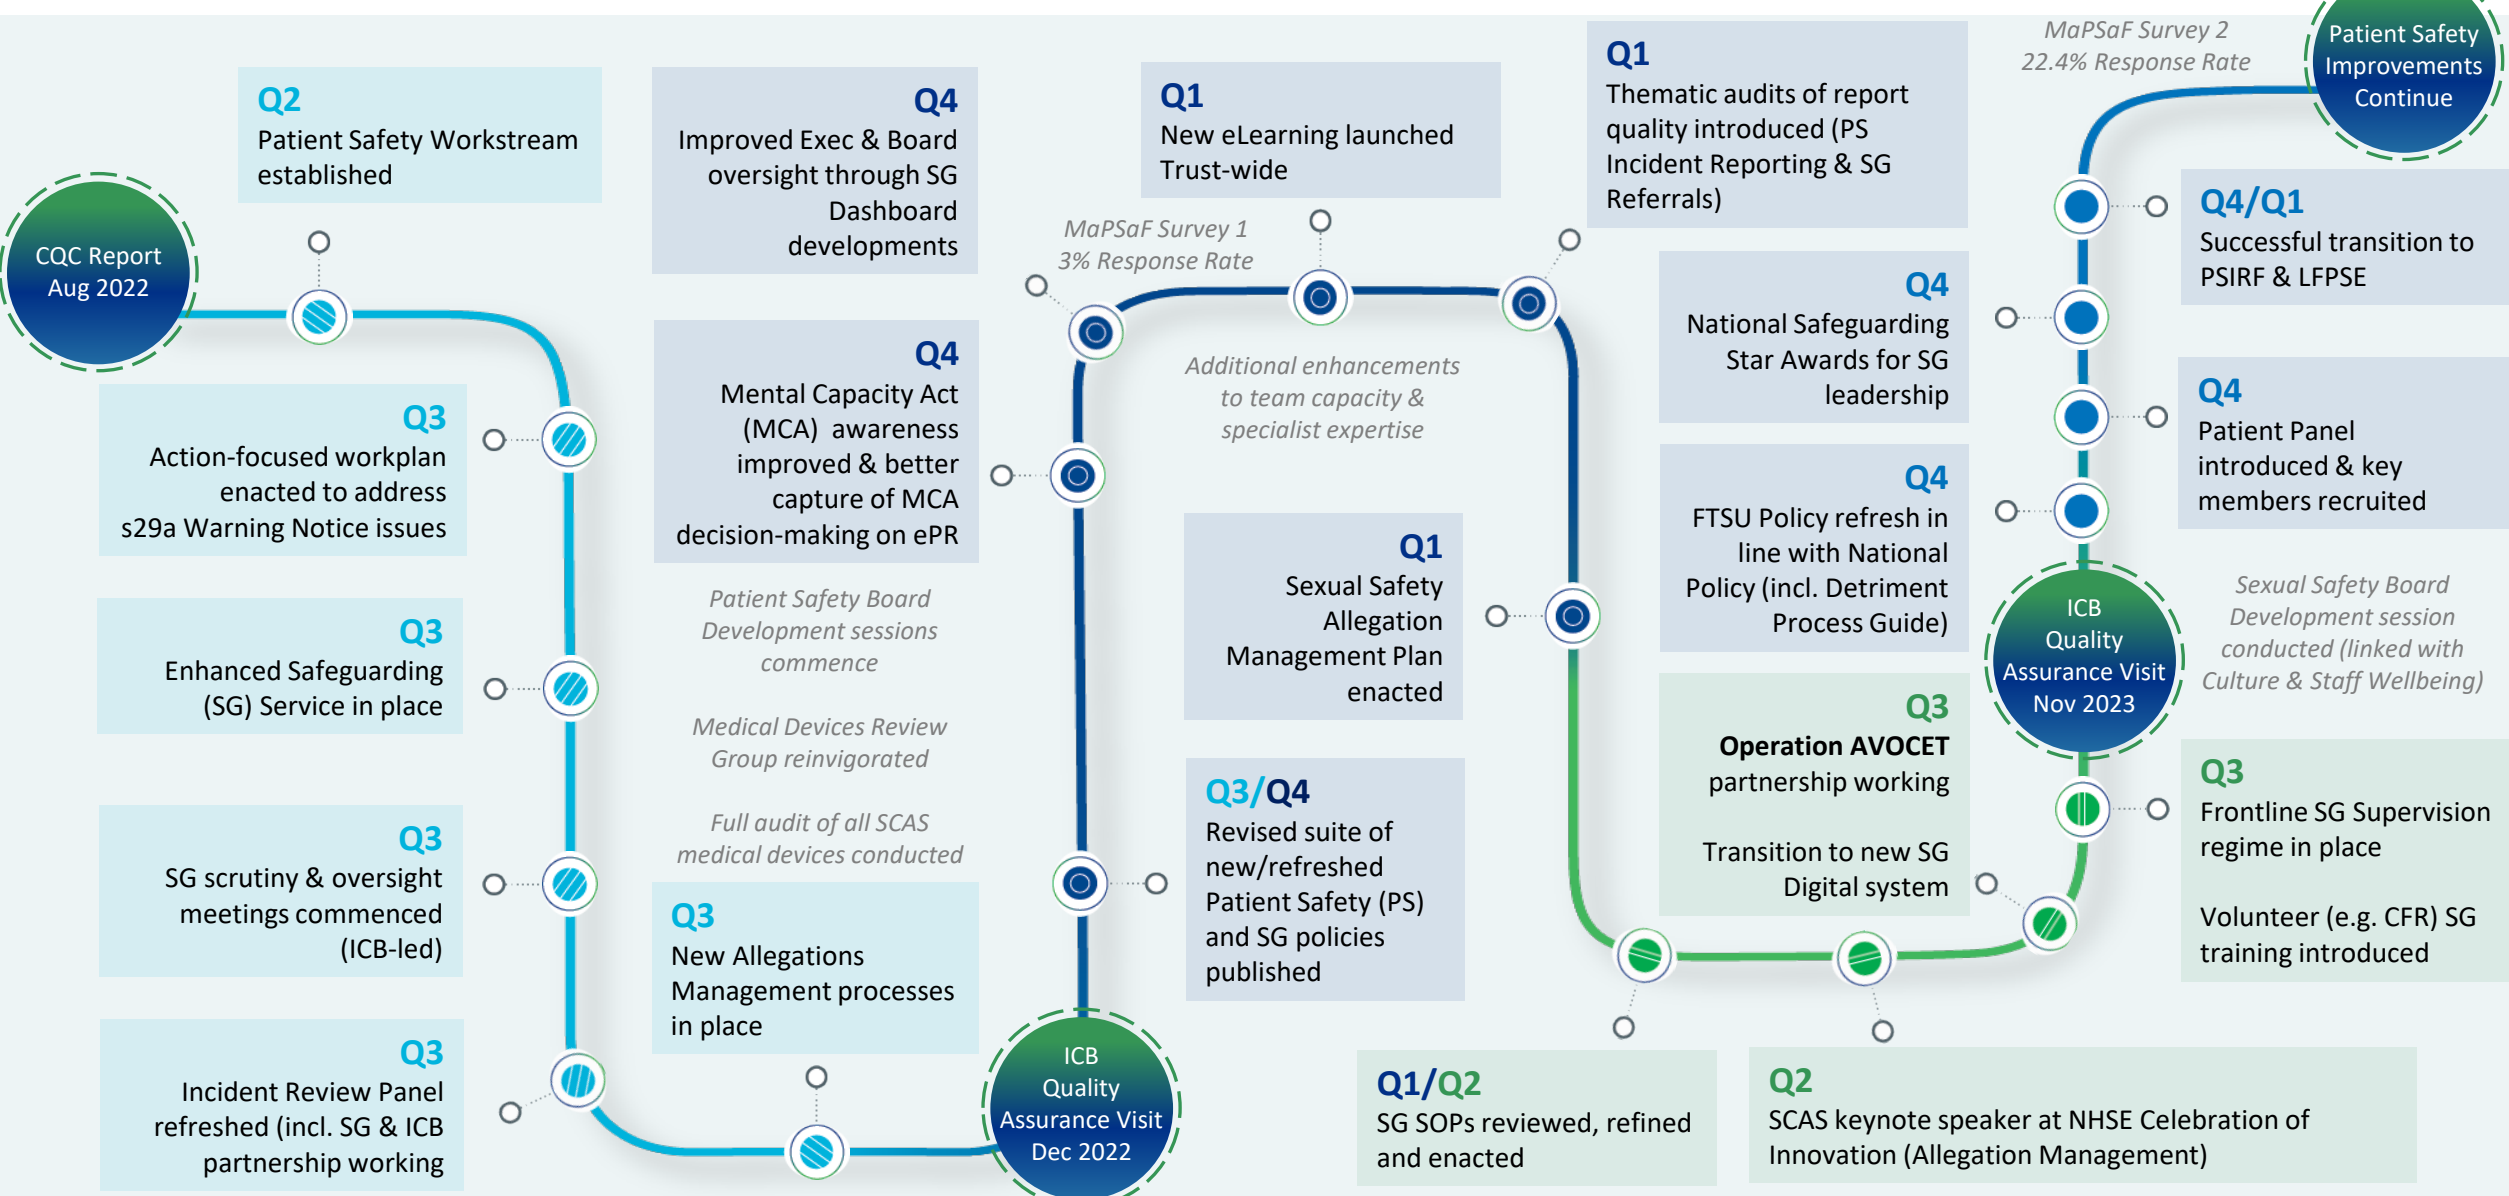 CQC Report
Aug 2022
Q2
Patient Safety Workstream
established
Q3
Action-focused workplan
enacted to address
s29a Warning Notice issues
Q3
Enhanced Safeguarding
(SG) Service in place
Q3
SG scrutiny & oversight
meetings commenced
(ICB-led)
Q3
Incident Review Panel
refreshed (incl. SG & ICB
partnership working
Q4
Improved Exec & Board
oversight through SG
Dashboard
developments
Q4
Mental Capacity Act
(MCA) awareness
improved & better
capture of MCA
decision-making on ePR
Patient Safety Board
Development sessions
commence
Medical Devices Review
Group reinvigorated
Full audit of all SCAS
medical devices conducted
Q3
New Allegations
Management processes
in place
ICB
Quality
Assurance Visit
Dec 2022
Q1
New eLearning launched
Trust-wide
MaPSaF Survey 1
3% Response Rate
Additional enhancements
to team capacity &
specialist expertise
Q1
Sexual Safety
Allegation
Management Plan
enacted
Q3/Q4
Revised suite of
new/refreshed
Patient Safety (PS)
and SG policies
published
Q1/Q2
SG SOPs reviewed, refined
and enacted
Q1
Thematic audits of report
quality introduced (PS
Incident Reporting & SG
Referrals)
Q4
National Safeguarding
Star Awards for SG
leadership
Q4
FTSU Policy refresh in
line with National
Policy (incl. Detriment
Process Guide)
Q3
Operation AVOCET
partnership working
Transition to new SG
Digital system
Q2
SCAS keynote speaker at NHSE Celebration of
Innovation (Allegation Management)
MaPSaF Survey 2
22.4% Response Rate
Patient Safety
Improvements
Continue
Q4/Q1
Successful transition to
PSIRF & LFPSE
Q4
Patient Panel
introduced & key
members recruited
ICB
Quality
Assurance Visit
Nov 2023
Sexual Safety Board
Development session
conducted (linked with
Culture & Staff Wellbeing)
Q3
Frontline SG Supervision
regime in place
Volunteer (e.g. CFR) SG
training introduced